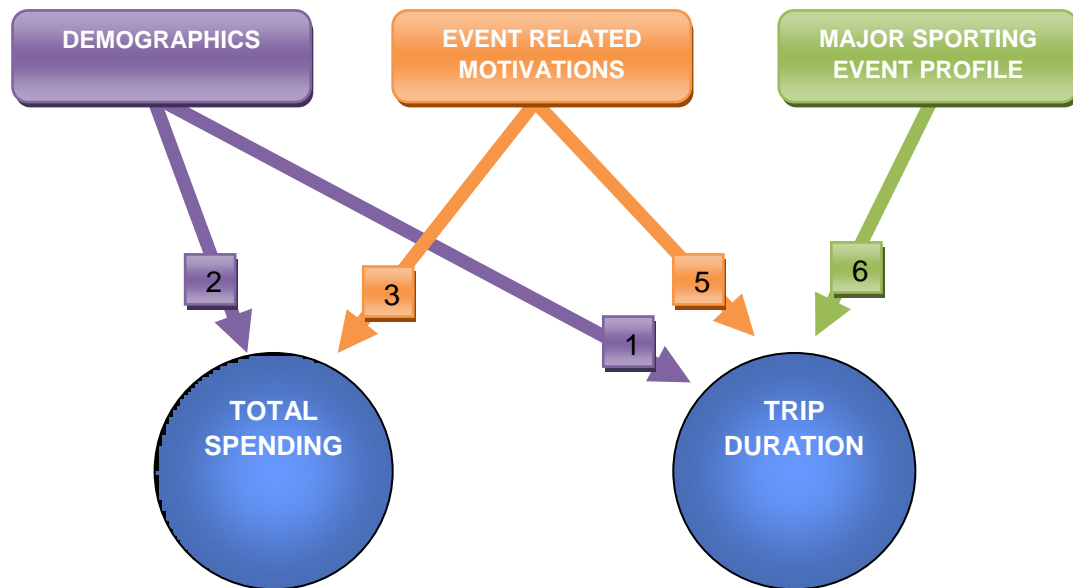 DEMOGRAPHICS
EVENT RELATED
MOTIVATIONS
MAJOR SPORTING
EVENT PROFILE
2
3
5
6
1
TOTAL
SPENDING
TRIP
DURATION